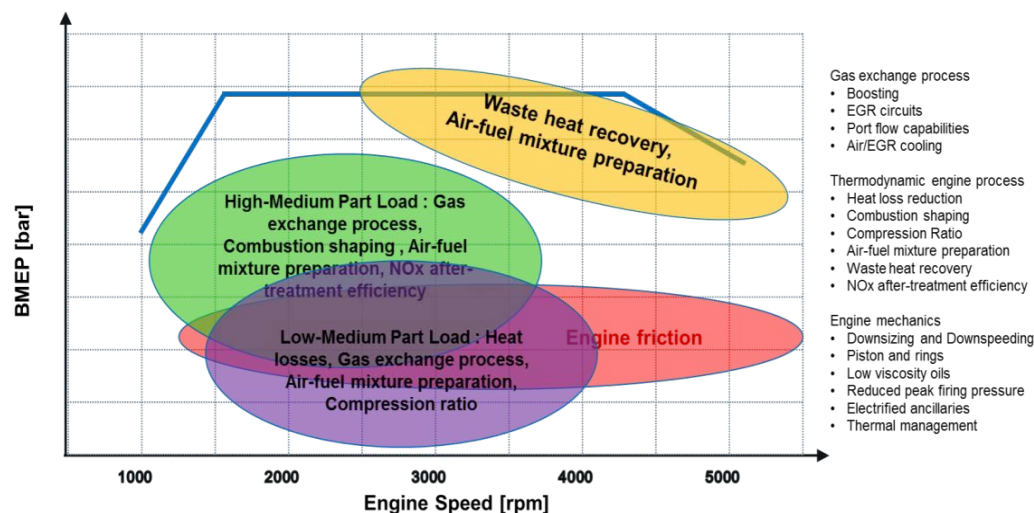 BMEP [bar]
Waste heat recovery,
Air-fuel mixture preparation
High-Medium Part Load : Gas
exchange process,
Combustion shaping , Air-fuel
mixture preparation, NOx after-
treatment efficiency
Engine friction
Low-Medium Part Load : Heat
losses, Gas exchange process,
Air-fuel mixture preparation,
Compression ratio
1000 2000 3000 4000 5000
Engine Speed [rpm]
Gas exchange process
• Boosting
• EGR circuits
• Port flow capabilities
• Air/EGR cooling
Thermodynamic engine process
• Heat loss reduction
• Combustion shaping
• Compression Ratio
• Air-fuel mixture preparation
• Waste heat recovery
• NOx after-treatment efficiency
Engine mechanics
• Downsizing and Downspeeding
• Piston and rings
• Low viscosity oils
• Reduced peak firing pressure
• Electrified ancillaries
• Thermal management